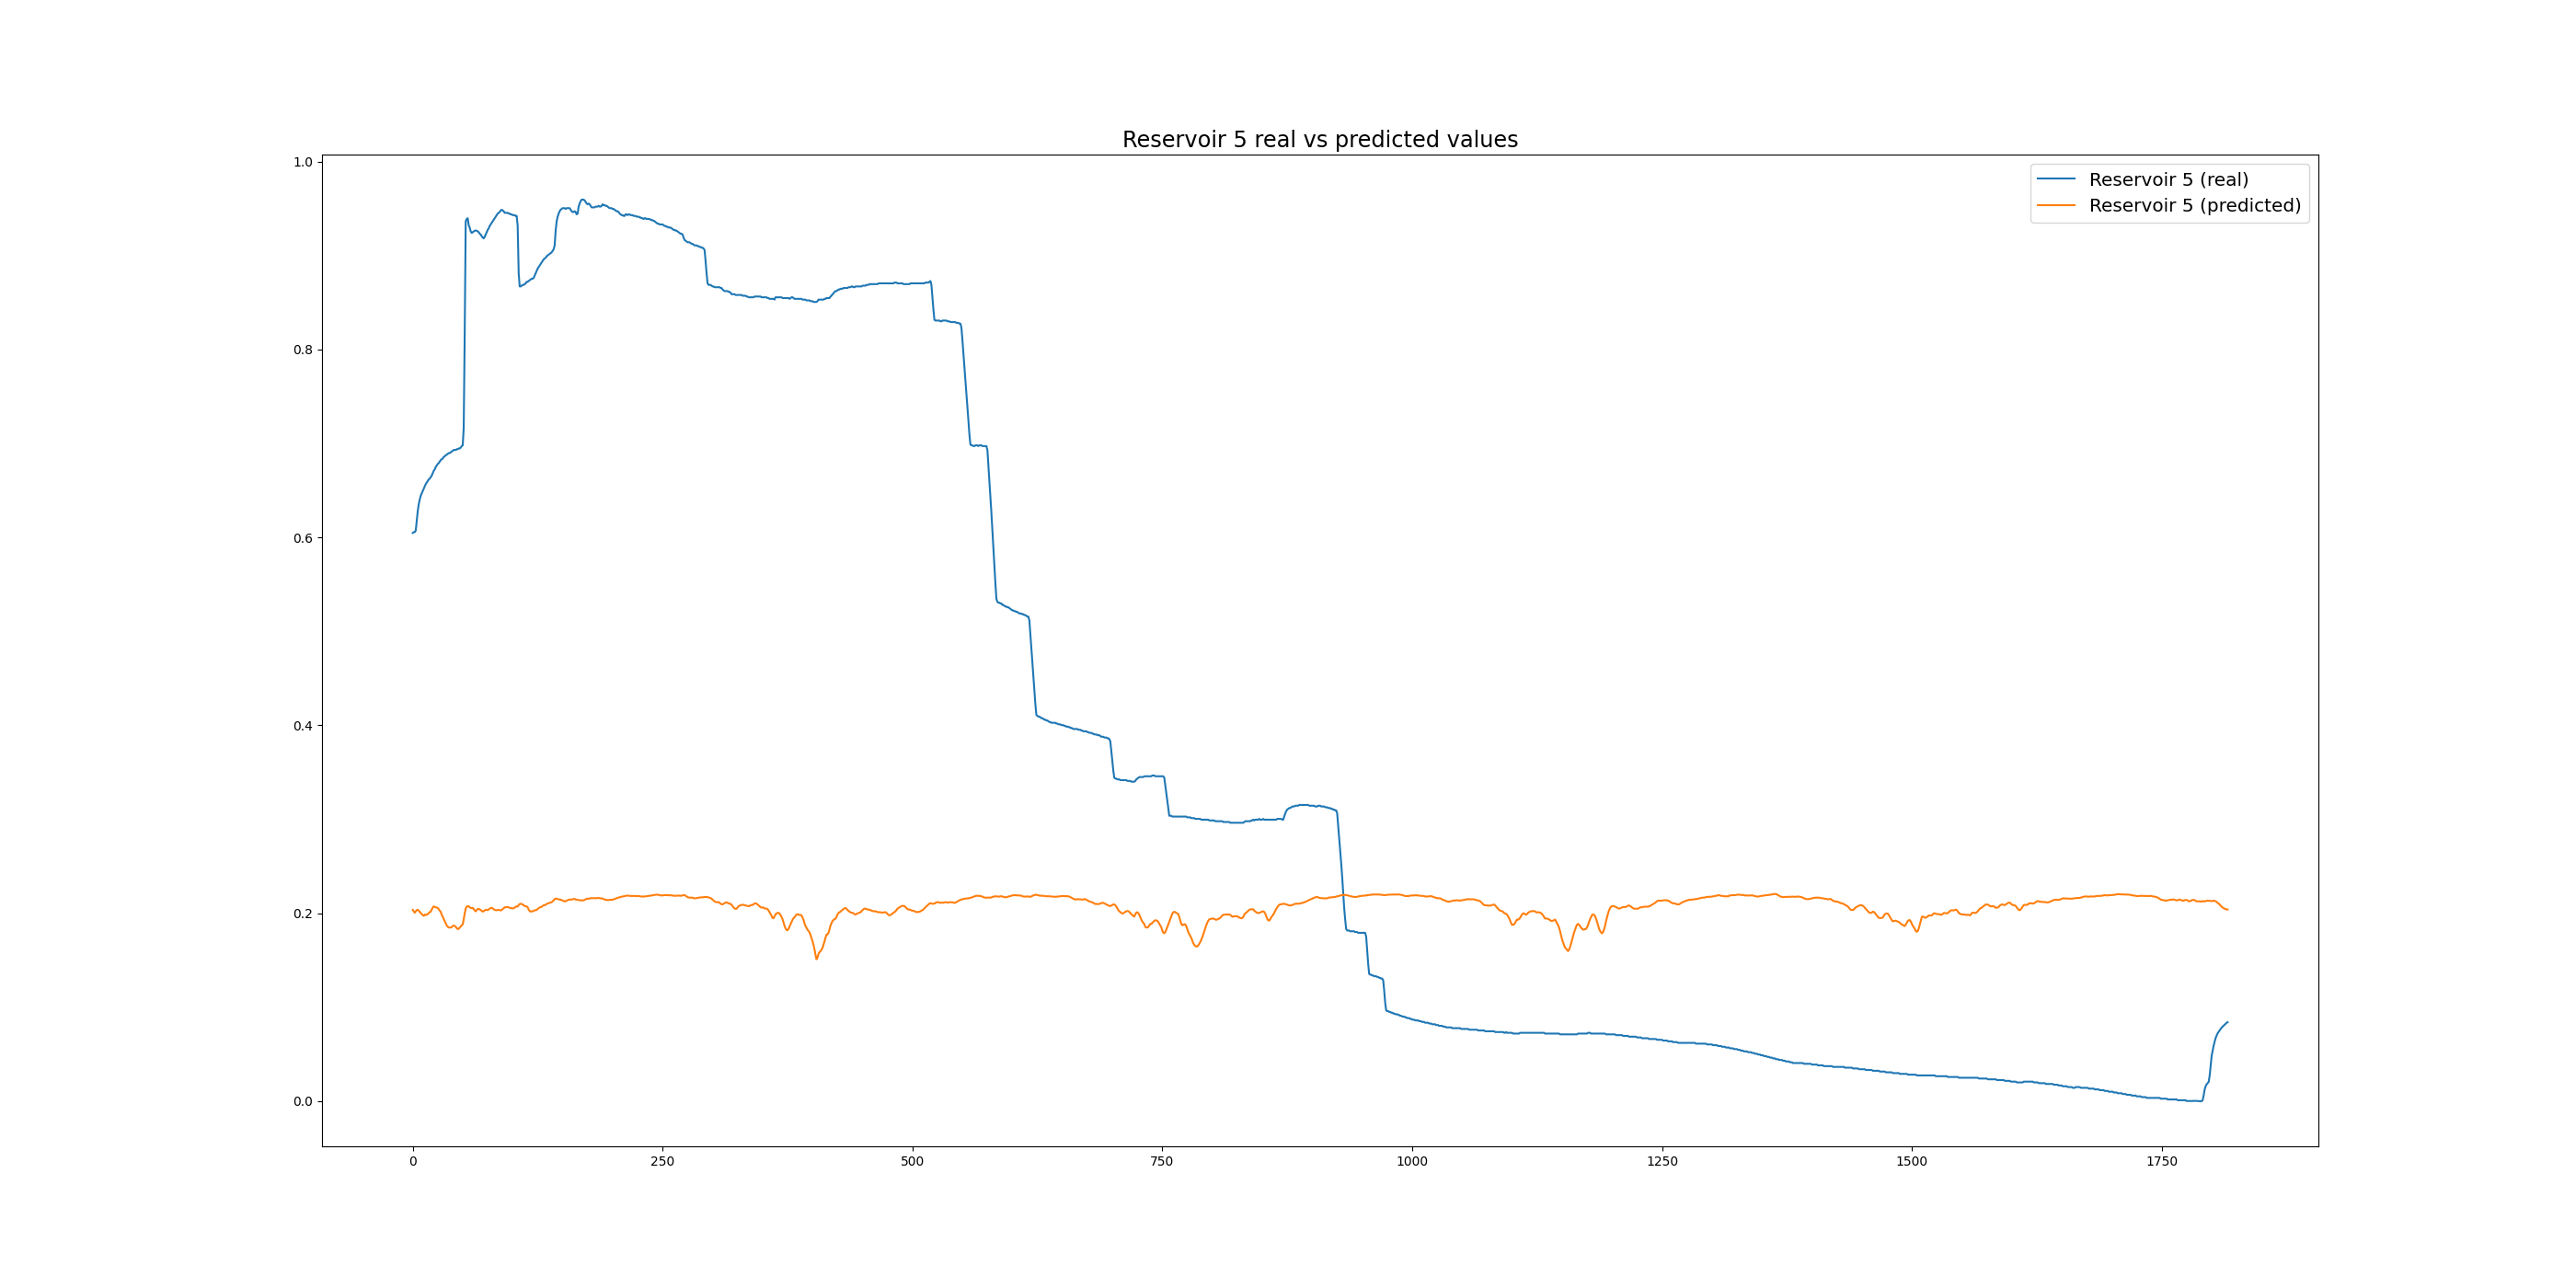 Reservoir 5 real vs predicted values
Reservoir 5 (real)
Reservoir 5 (predicted)
1.0
0.8
0.6
0.4
0.2
0.0
0 250 500 750 1000 1250 1500 1750